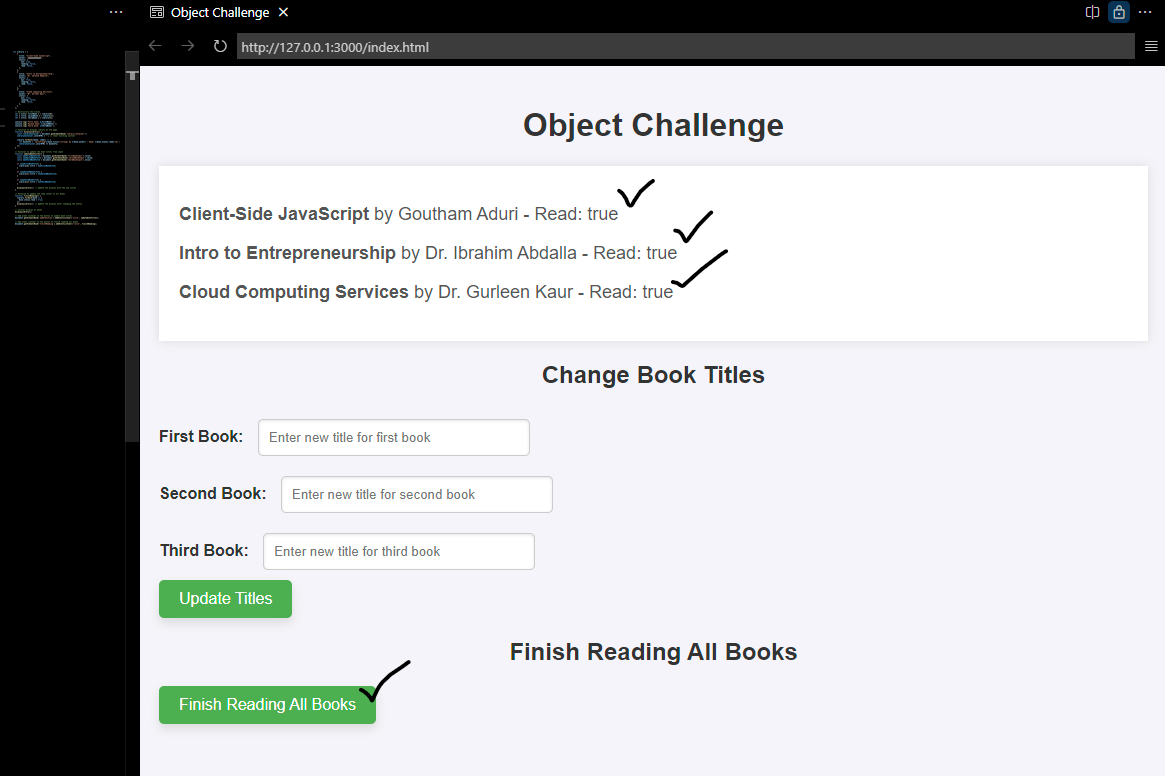 Object Challenge
http://127.0.0.1:3000/index.html
Object Challenge
Client-Side JavaScript by Goutham Aduri - Read: true
Intro to Entrepreneurship by Dr. Ibrahim Abdalla - Read: true
Cloud Computing Services by Dr. Gurleen Kaur - Read: true
Change Book Titles
First Book: Enter new title for first book
Second Book: Enter new title for second book
Third Book: Enter new title for third book
Update Titles
Finish Reading All Books
Finish Reading All Books